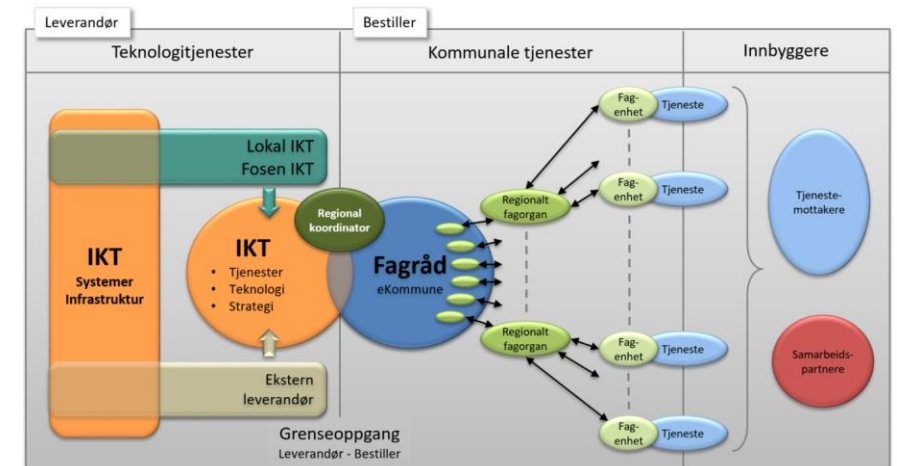 Leverandør
Bestiller
Teknologitjenester
Kommunale tjenester
Innbyggere
IKT
Systemer
Infrastruktur
Lokal IKT
Fosen IKT
Regional
koordinator
IKT
• Tjenester
• Teknologi
• Strategi
Ekstern
leverandør
Grenseoppgang
Leverandør - Bestiller
Fagråd
eKommune
Regionalt
fagorgan
Regionalt
fagorgan
Fag-
enhet
Tjeneste
Fag-
enhet
Tjeneste
Fag-
enhet
Tjeneste
Fag-
enhet
Tjeneste
Tjeneste-
mottakere
Samarbeids-
partnere